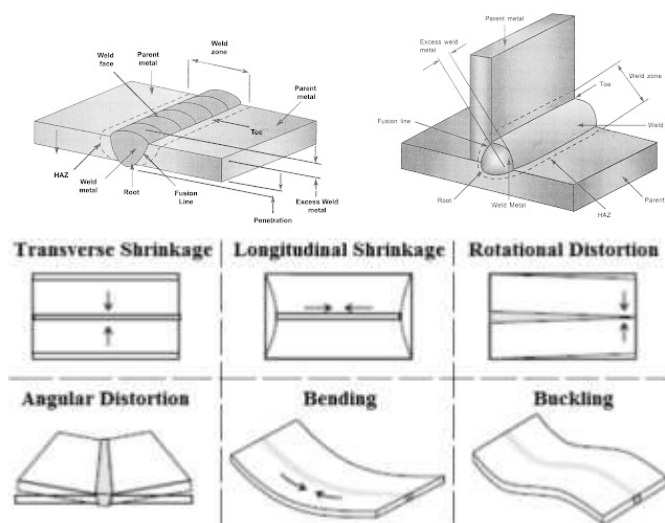 Weld
zone
Weld
face
Parent
metal
Parent
metal
Toe
HAZ
Weld
metal
Root
Fusion
Line
Excess Weld
metal
Penetration
Excess weld
metal
Parent metal
Toe
Weld zone
Fusion line
Weld
Root
Weld Metal
HAZ
Parent
Transverse Shrinkage
Longitudinal Shrinkage
Rotational Distortion
Angular Distortion
Bending
Buckling